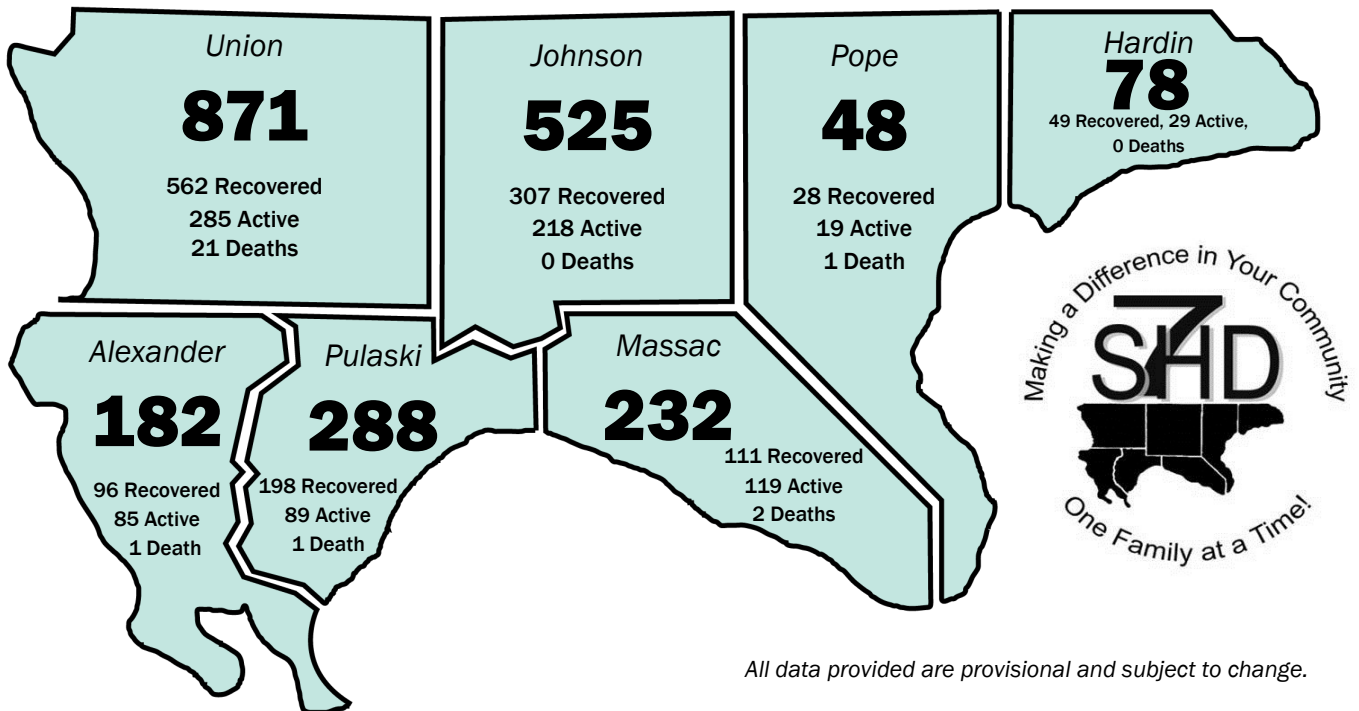 Union
871
562 Recovered
285 Active
21 Deaths
Johnson
525
307 Recovered
218 Active
0 Deaths
Pope
48
28 Recovered
19 Active
1 Death
Hardin
78
49 Recovered, 29 Active,
0 Deaths
Alexander
182
96 Recovered
85 Active
1 Death
Pulaski
288
198 Recovered
89 Active
1 Death
Massac
232
111 Recovered
119 Active
2 Deaths
Making a Difference in Your Community
S7HD
One Family at a Time!
All data provided are provisional and subject to change.